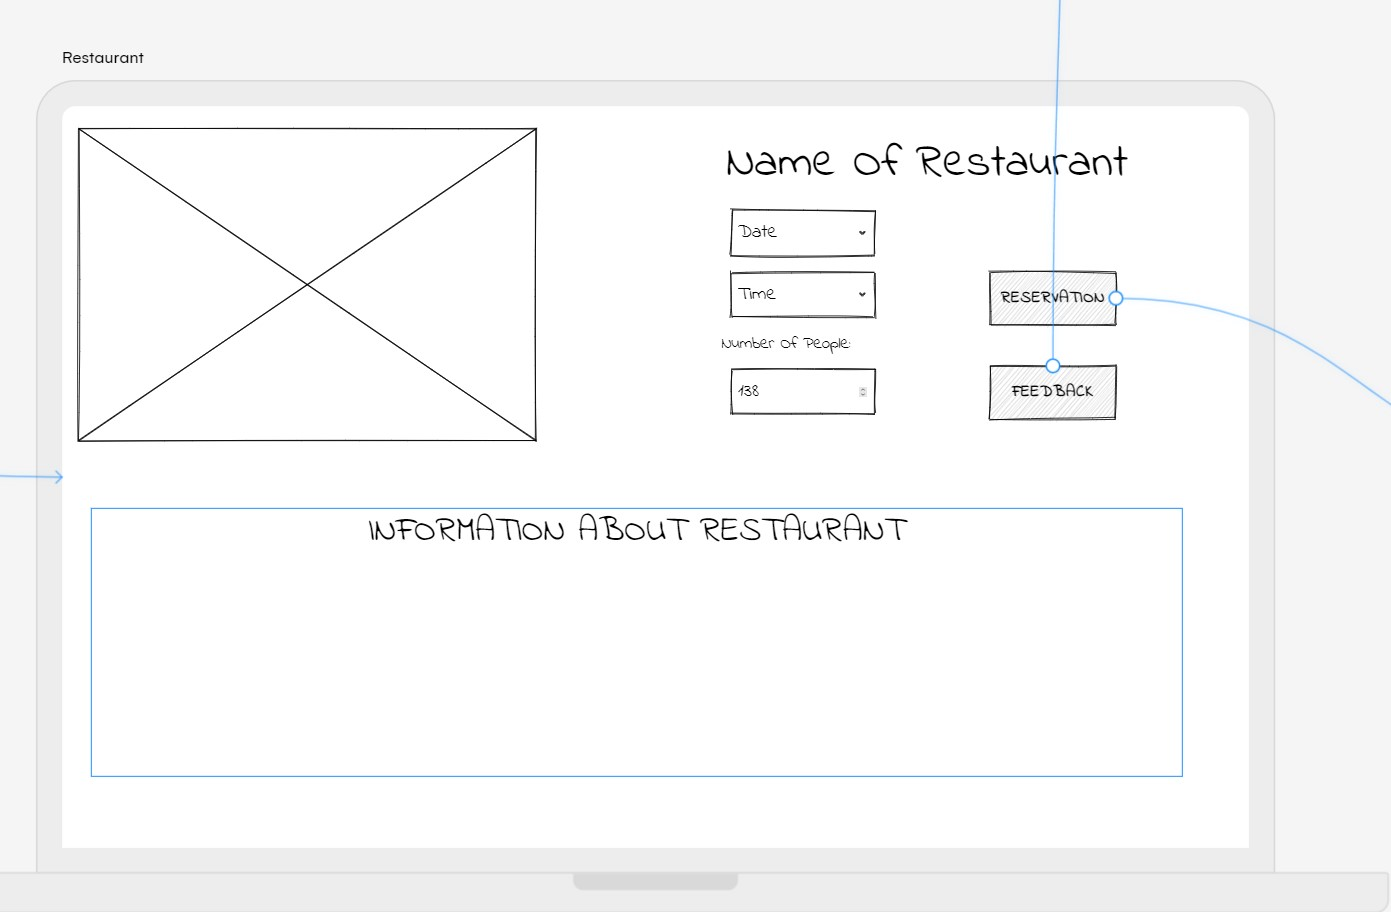 Restaurant
Name of Restaurant
Date
Time
RESERVATION
Number of People:
138
FEEDBACK
INFORMATION ABOUT RESTAURANT